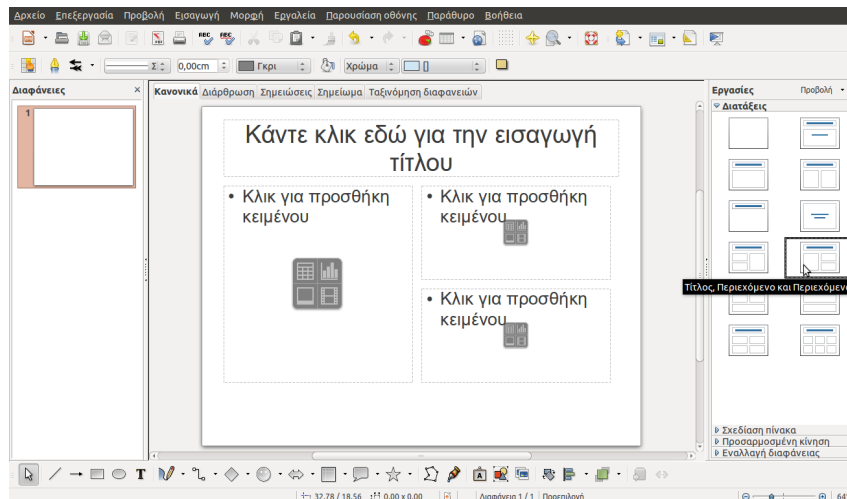 Αρχείο Επεξεργασία Προβολή Εισαγωγή Μορφή Εργαλεία Παρουσίαση οθόνης Παράθυρο Βοήθεια
0,00cm Γκρι Χρώμα
Διαφάνειες
Κανονικό Διάρθρωση Σημειώσεις Σημείωμα Ταξινόμηση διαφανειών
Εργασίες Προβολή
Διατάξεις
1
Κάντε κλικ εδώ για την εισαγωγή
τίτλου
• Κλικ για προσθήκη
κειμένου
• Κλικ για προσθήκη
κειμένου
• Κλικ για προσθήκη
κειμένου
Τίτλος, Περιεχόμενο και Περιεχόμενο
Σχεδίαση πίνακα
Προσαρμοσμένη κίνηση
Εναλλαγή διαφάνειας
32,78 / 18,56 0,00 x 0,00 Διαφάνεια 1 / 1 Προεπιλογή